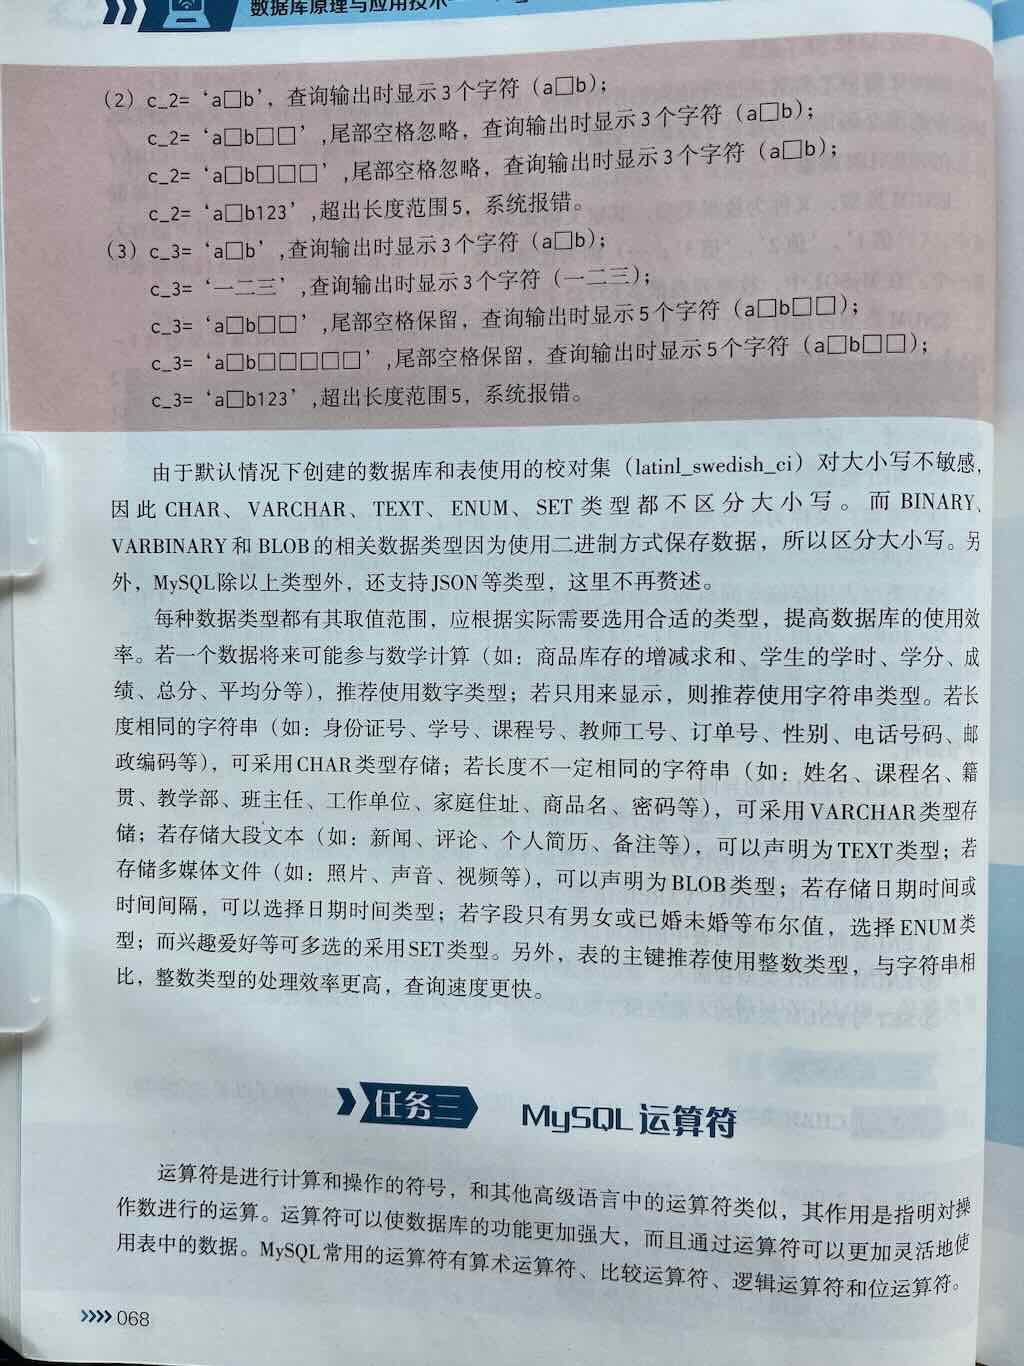 数据库原理与应用技术
（2）c_2= ‘a□b’，查询输出时显示3个字符（a□b）；
c_2= ‘a□b□□’,尾部空格忽略，查询输出时显示3个字符（a□b）；
c_2= ‘a□b□□□’,尾部空格忽略，查询输出时显示3个字符（a□b）；
c_2= ‘a□b123’,超出长度范围5，系统报错。
（3）c_3= ‘a□b’,查询输出时显示3个字符（a□b）；
c_3= ‘一二三’,查询输出时显示3个字符（一二三）；
c_3= ‘a□b□□’,尾部空格保留，查询输出时显示5个字符（a□b□□）；
c_3= ‘a□b□□□□□’,尾部空格保留，查询输出时显示5个字符（a□b□□）；
c_3= ‘a□b123’,超出长度范围5，系统报错。
由于默认情况下创建的数据库和表使用的校对集（latinl_swedish_ci）对大小写不敏感，
因此 CHAR、VARCHAR、TEXT、ENUM、SET 类型都不区分大小写。而 BINARY、
VARBINARY 和 BLOB 的相关数据类型因为使用二进制方式保存数据，所以区分大小写。另
外，MySQL除以上类型外，还支持JSON等类型，这里不再赘述。
每种数据类型都有其取值范围，应根据实际需要选用合适的类型，提高数据库的使用效
率。若一个数据将来可能参与数学计算（如：商品库存的增减求和、学生的学时、学分、成
绩、总分、平均分等），推荐使用数字类型；若只用来显示，则推荐使用字符串类型。若长
度相同的字符串（如：身份证号、学号、课程号、教师工号、订单号、性别、电话号码、邮
政编码等），可采用CHAR类型存储；若长度不一定相同的字符串（如：姓名、课程名、籍
贯、教学部、班主任、工作单位、家庭住址、商品名、密码等），可采用 VARCHAR 类型存
储；若存储大段文本（如：新闻、评论、个人简历、备注等），可以声明为TEXT类型；若
存储多媒体文件（如：照片、声音、视频等），可以声明为BLOB类型；若存储日期时间或
时间间隔，可以选择日期时间类型；若字段只有男女或已婚未婚等布尔值，选择ENUM类
型；而兴趣爱好等可多选的采用SET类型。另外，表的主键推荐使用整数类型，与字符串相
比，整数类型的处理效率更高，查询速度更快。
任务三 MySQL 运算符
运算符是进行计算和操作的符号，和其他高级语言中的运算符类似，其作用是指明对操
作数进行的运算。运算符可以使数据库的功能更加强大，而且通过运算符可以更加灵活地使
用表中的数据。MySQL常用的运算符有算术运算符、比较运算符、逻辑运算符和位运算符。
068